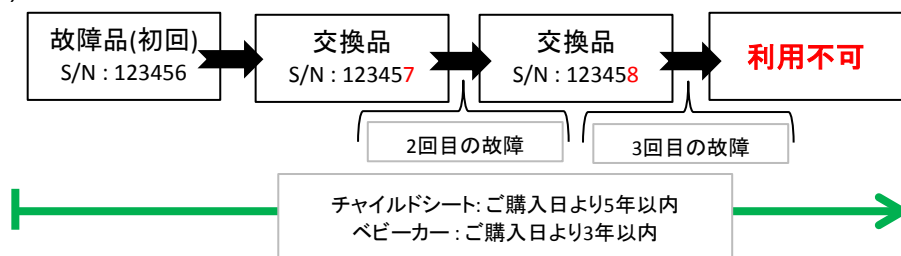 故障品(初回)
S/N : 123456
交換品
S/N : 123457
交換品
S/N : 123458
利用不可
2回目の故障
3回目の故障
チャイルドシート: ご購入日より5年以内
ベビーカー : ご購入日より3年以内